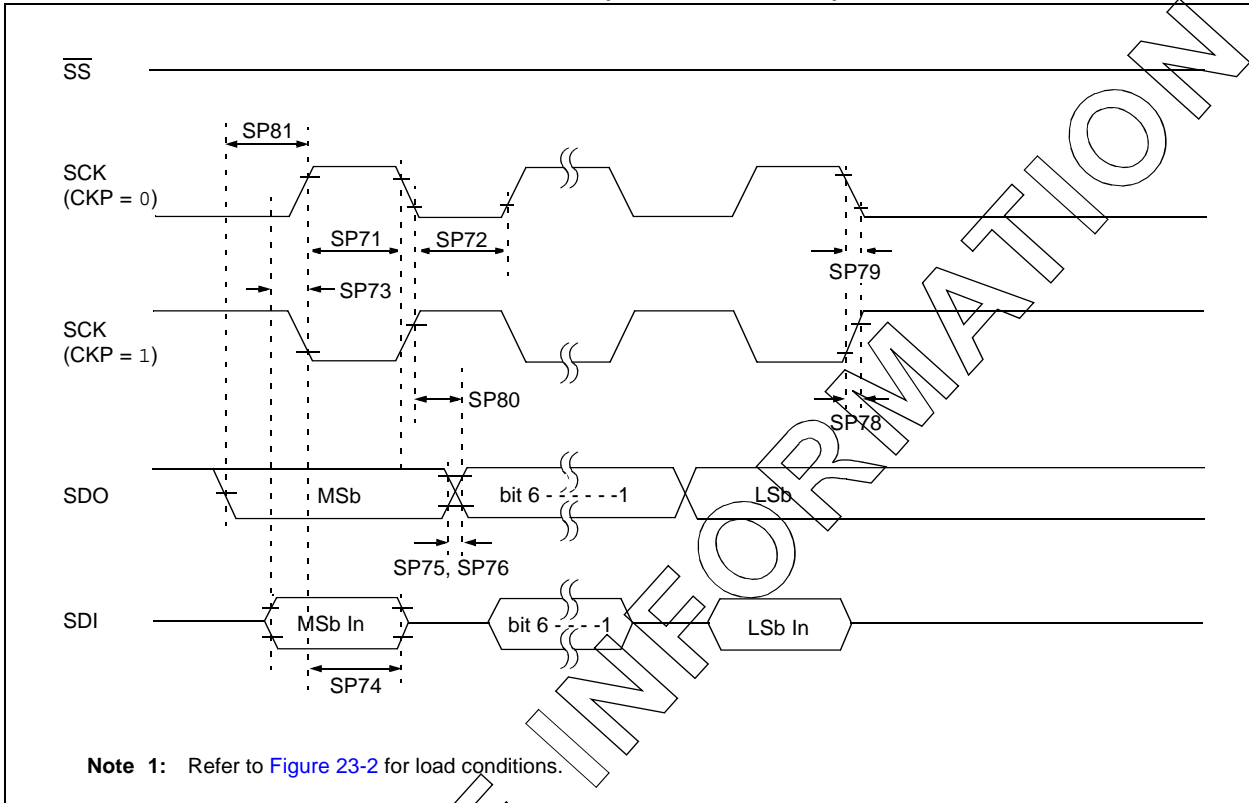 SS
SP81
SCK
(CKP = 0)
SP71
SP72
SP79
SP73
SCK
(CKP = 1)
SP80
SP78
SDO
MSb
bit 6 - - - - - -1
LSb
SP75, SP76
SDI
MSb In
bit 6 - - - -1
LSb In
SP74
Note 1: Refer to Figure 23-2 for load conditions.
INFORMATION